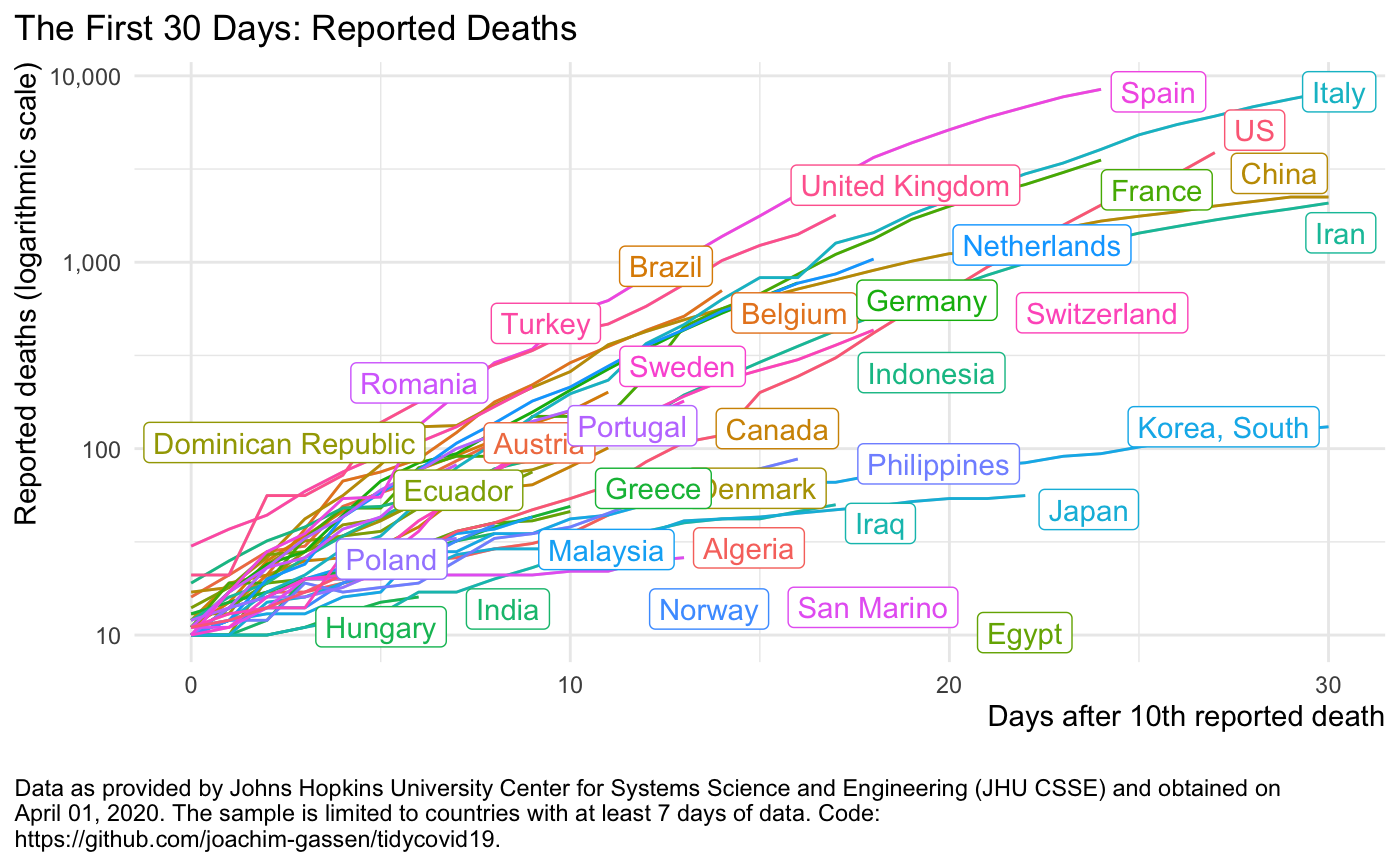 The First 30 Days: Reported Deaths
Reported deaths (logarithmic scale)
10,000
1,000
100
10
Spain
Italy
US
United Kingdom
China
France
Iran
Netherlands
Brazil
Germany
Belgium
Switzerland
Turkey
Sweden
Indonesia
Romania
Portugal
Canada
Korea, South
Dominican Republic
Austria
Philippines
Ecuador
Greece
Denmark
Japan
Iraq
Poland
Malaysia
Algeria
India
Norway
San Marino
Hungary
Egypt
0
10
20
30
Days after 10th reported death
Data as provided by Johns Hopkins University Center for Systems Science and Engineering (JHU CSSE) and obtained on
April 01, 2020. The sample is limited to countries with at least 7 days of data. Code:
https://github.com/joachim-gassen/tidycovid19.